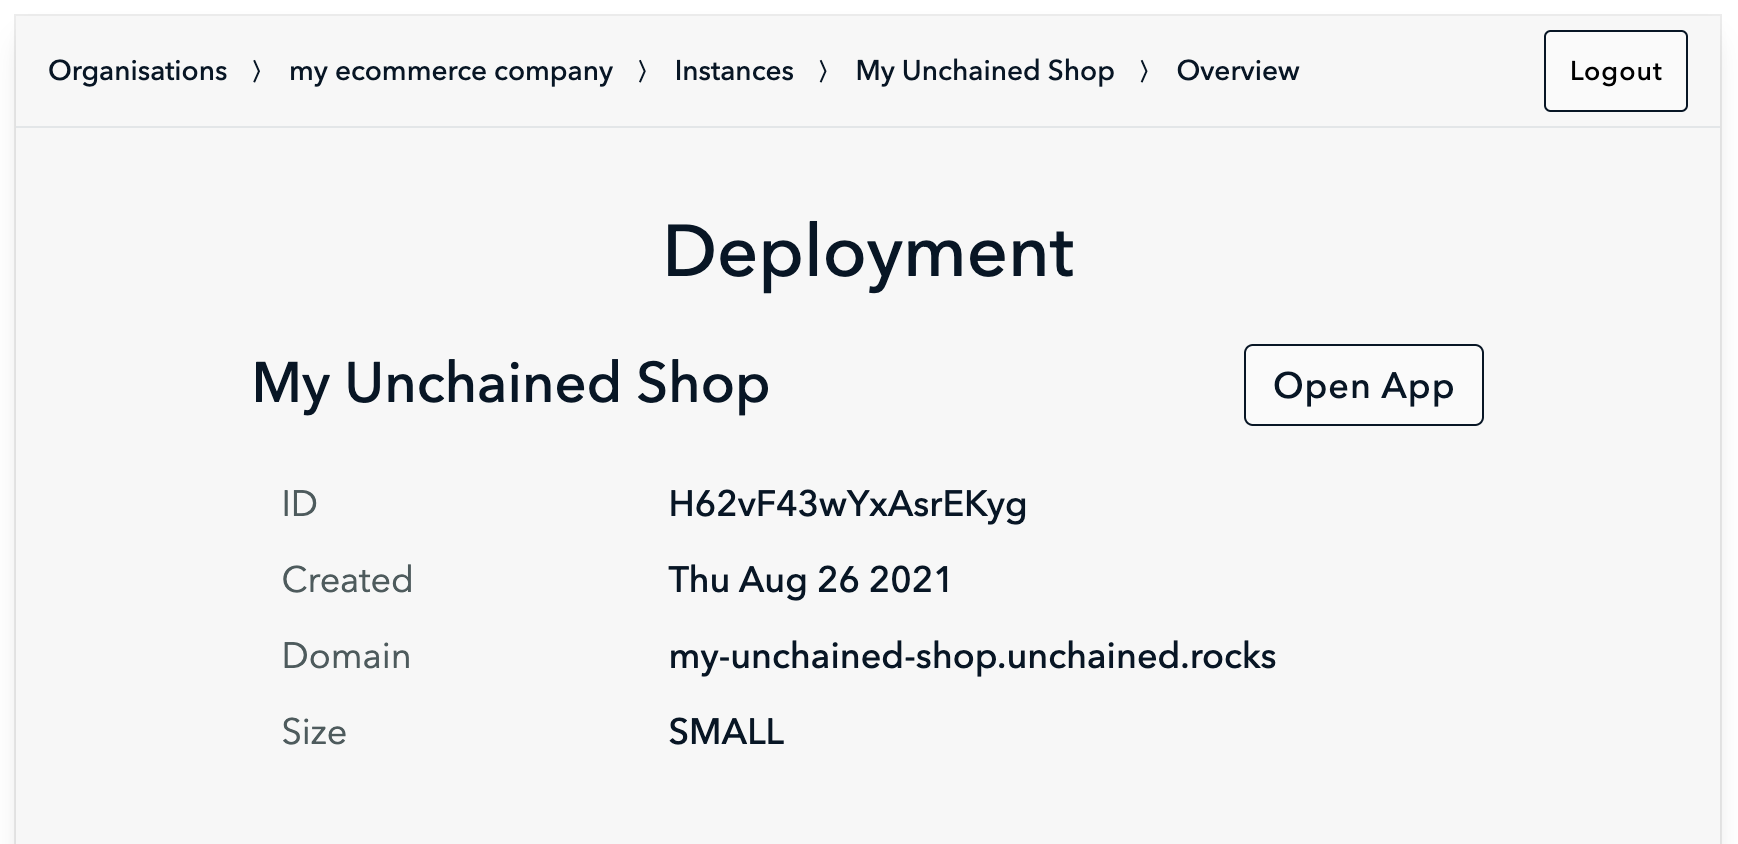 Organisations 〉 my ecommerce company 〉 Instances 〉 My Unchained Shop 〉 Overview Logout
Deployment
My Unchained Shop Open App
ID H62vF43wYxAsrEKyg
Created Thu Aug 26 2021
Domain my-unchained-shop.unchained.rocks
Size SMALL